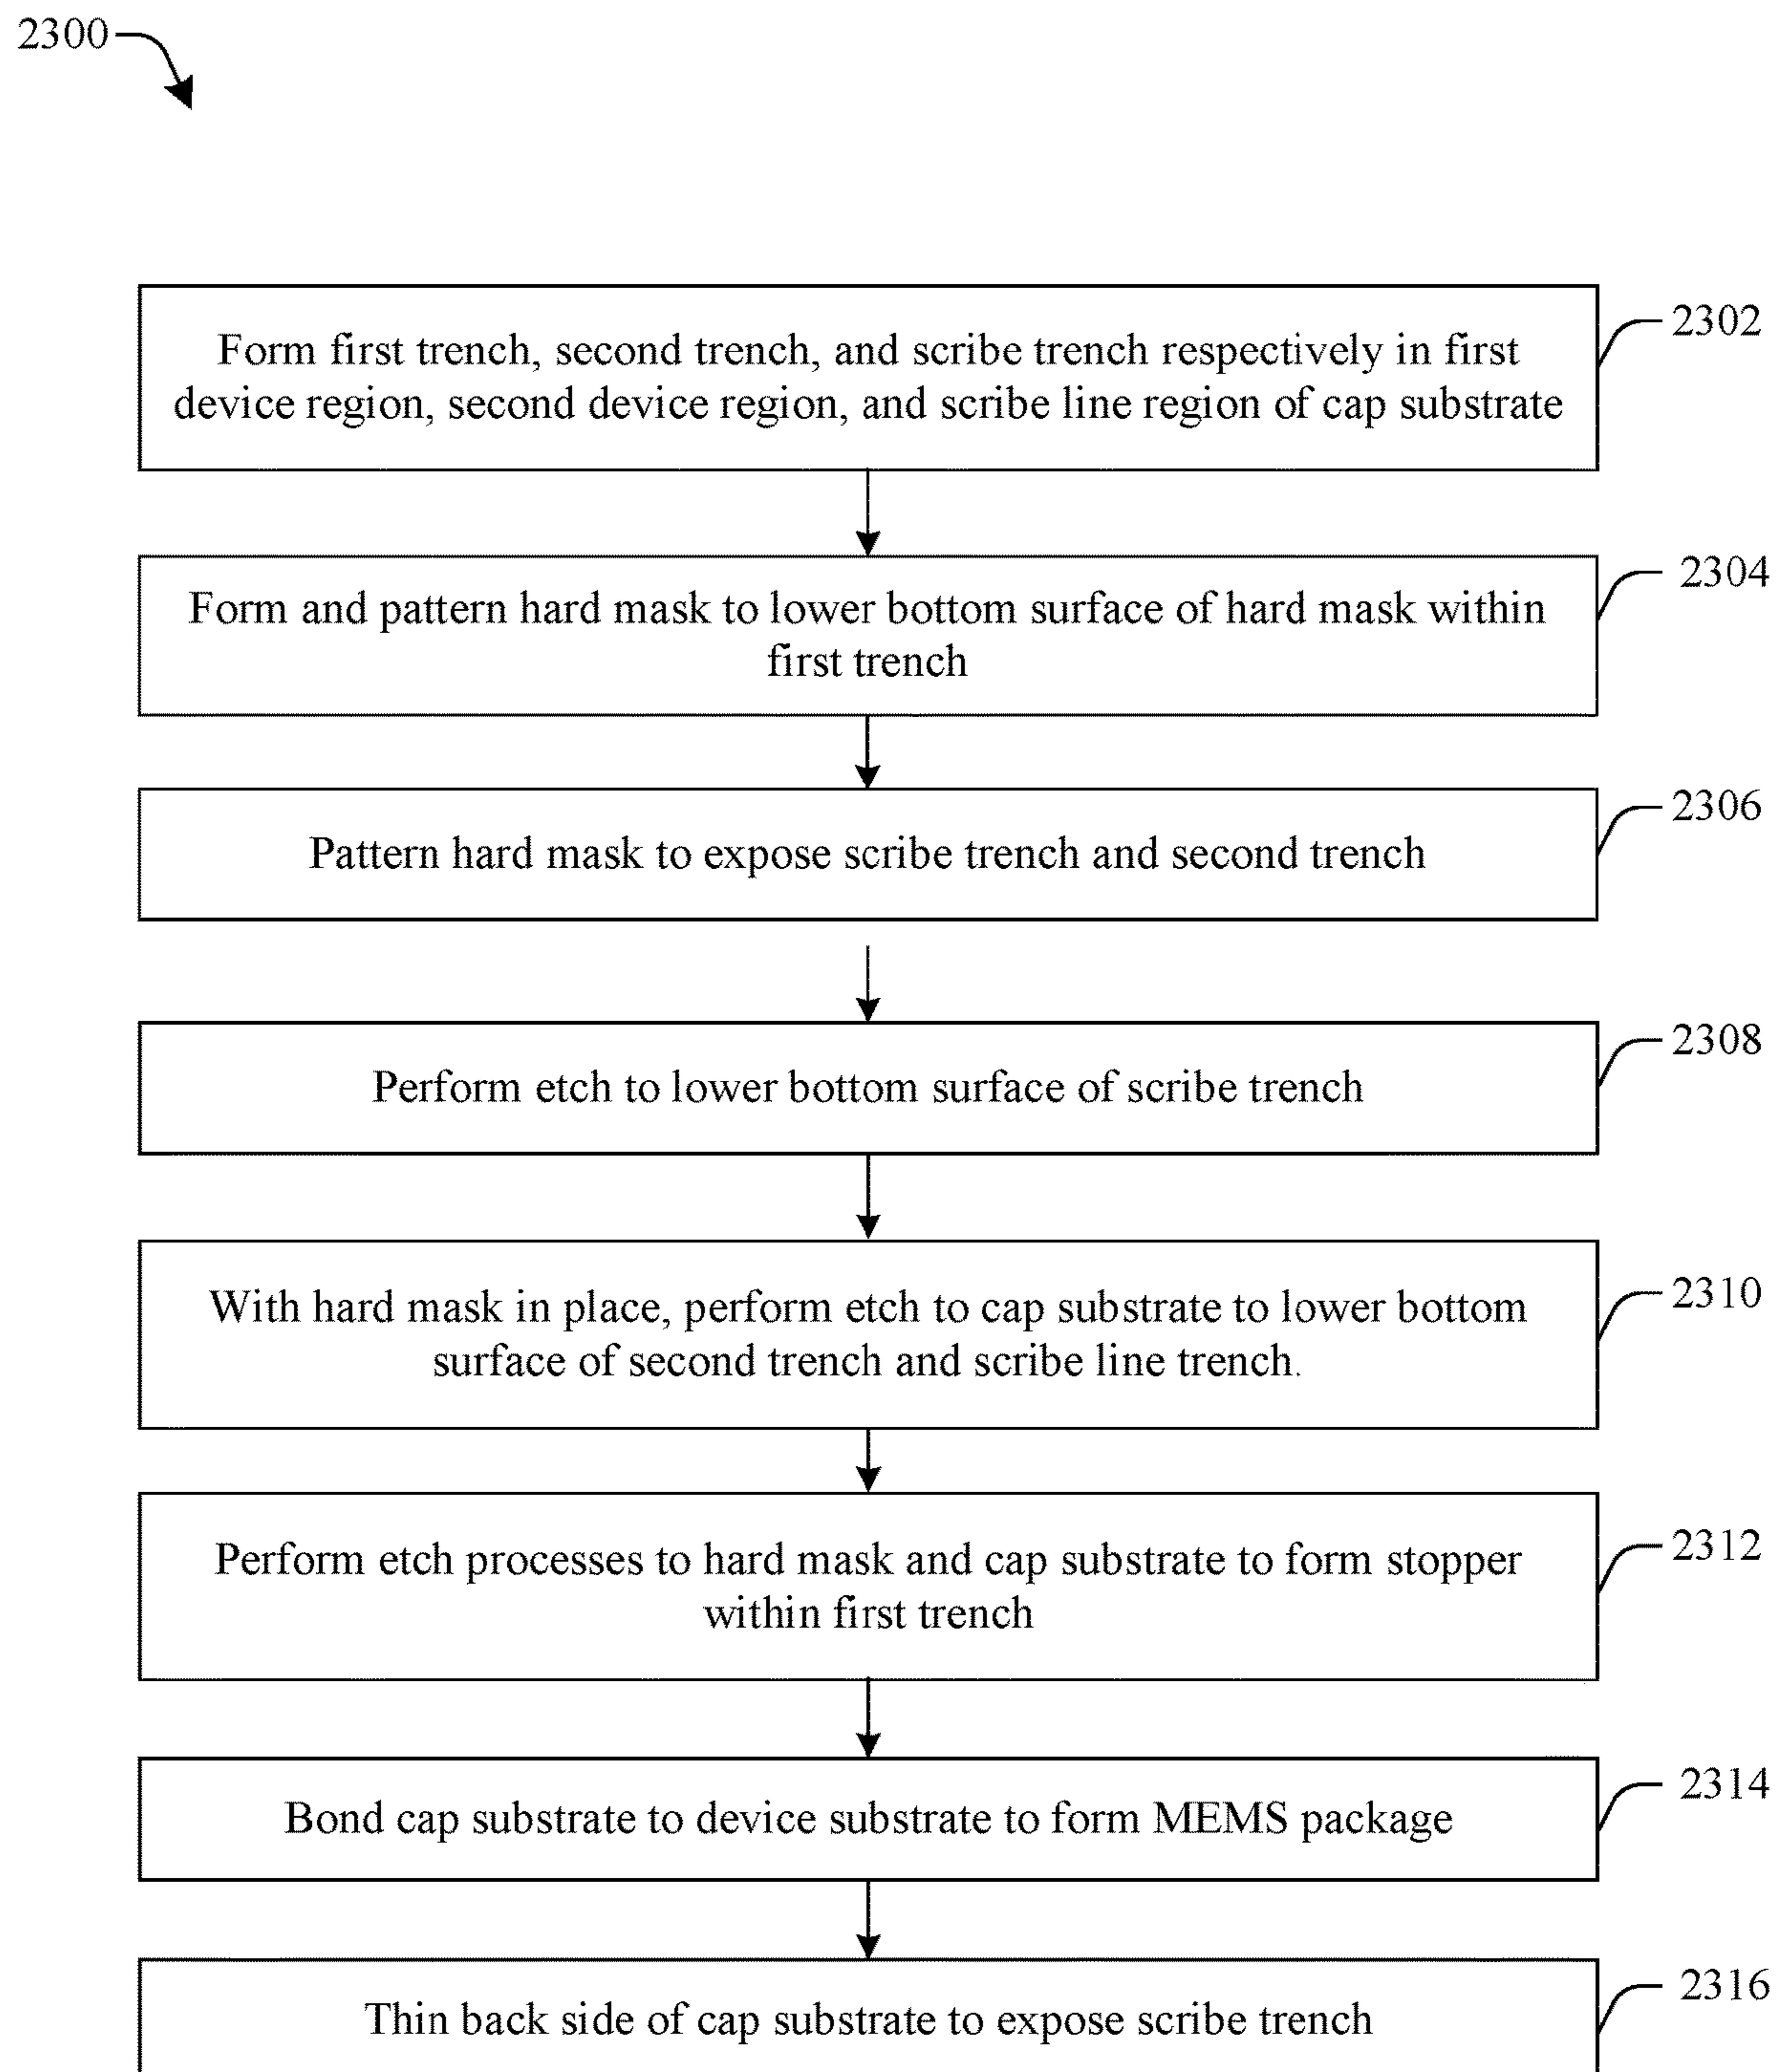 2300
Form first trench, second trench, and scribe trench respectively in first
device region, second device region, and scribe line region of cap substrate
2302
Form and pattern hard mask to lower bottom surface of hard mask within
first trench
2304
Pattern hard mask to expose scribe trench and second trench
2306
Perform etch to lower bottom surface of scribe trench
2308
With hard mask in place, perform etch to cap substrate to lower bottom
surface of second trench and scribe line trench.
2310
Perform etch processes to hard mask and cap substrate to form stopper
within first trench
2312
Bond cap substrate to device substrate to form MEMS package
2314
Thin back side of cap substrate to expose scribe trench
2316